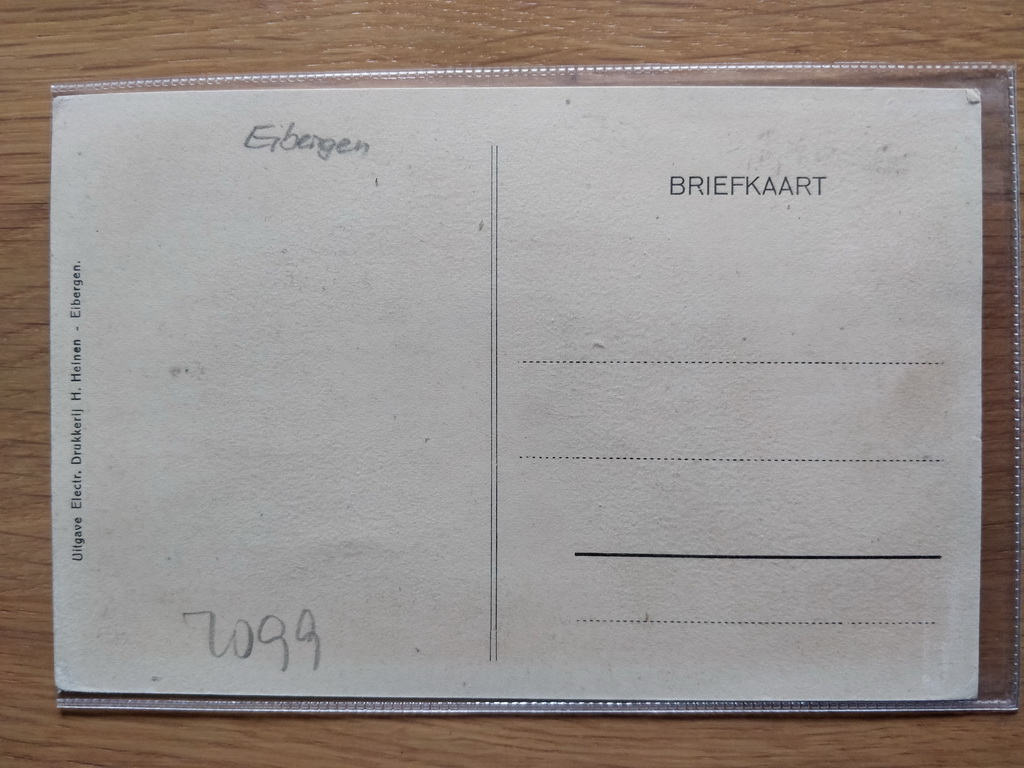 Eibergen
BRIEFKAART
Uitgave Electr. Drukkerij H. Heinen - Eibergen.
7099